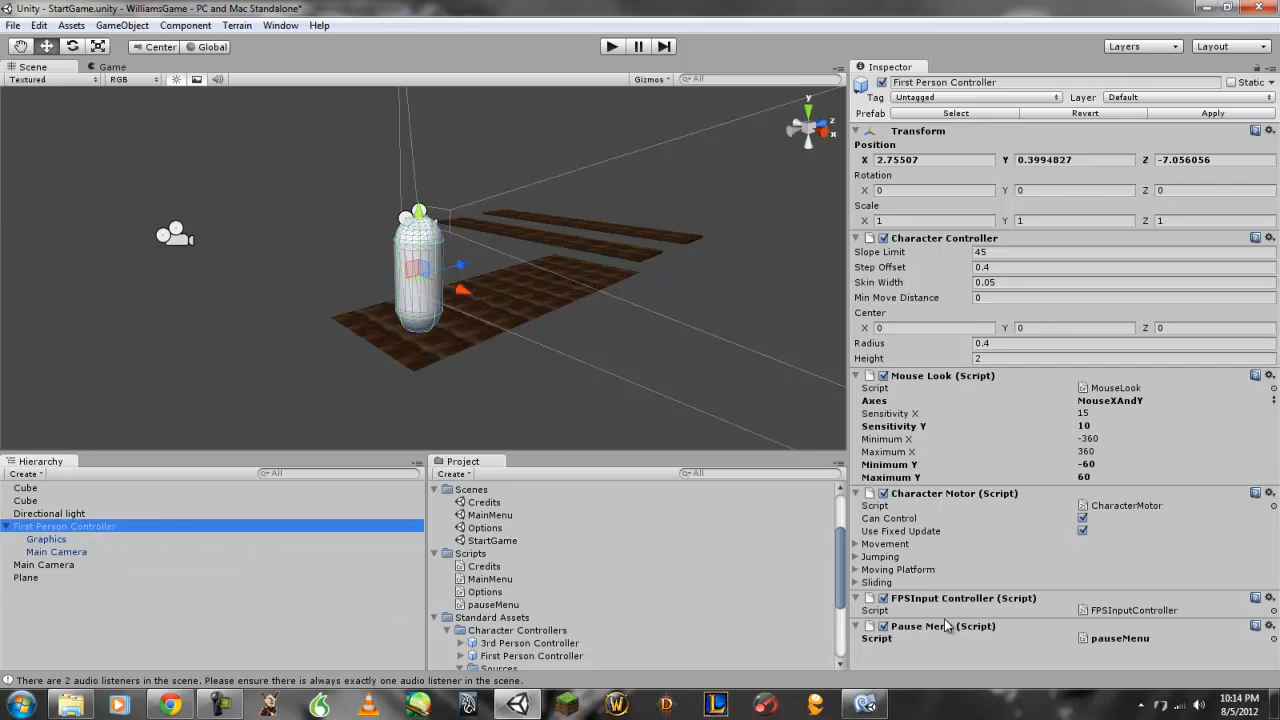 Unity - StartGame.unity - WilliamsGame - PC and Mac Standalone*
File Edit Assets GameObject Component Terrain Window Help
Center Global Layers Layout
Scene Game
Textured RGB Gizmos All
Inspector
First Person Controller Static
Tag Untagged Layer Default
Prefab Select Revert Apply
Transform
Position
X 2.75507 Y 0.3994827 Z -7.056056
Rotation
X 0 Y 0 Z 0
Scale
X 1 Y 1 Z 1
Character Controller
Slope Limit 45
Step Offset 0.4
Skin Width 0.05
Min Move Distance 0
Center
X 0 Y 0 Z 0
Radius 0.4
Height 2
Mouse Look (Script)
Script MouseLook
Axes MouseXAndY
Sensitivity X 15
Sensitivity Y 10
Minimum X -360
Maximum X 360
Minimum Y -60
Maximum Y 60
Character Motor (Script)
Script CharacterMotor
Can Control
Use Fixed Update
Movement
Jumping
Moving Platform
Sliding
FPSInput Controller (Script)
Script FPSInputController
Pause Menu (Script)
Script pauseMenu
y
z
x
Hierarchy
Create All
Cube
Cube
Directional light
First Person Controller
Graphics
Main Camera
Main Camera
Plane
Project
Create All
Scenes
Credits
MainMenu
Options
StartGame
Scripts
Credits
MainMenu
Options
pauseMenu
Standard Assets
Character Controllers
3rd Person Controller
First Person Controller
Sources
There are 2 audio listeners in the scene. Please ensure there is always exactly one audio listener in the scene.
10:14 PM
8/5/2012